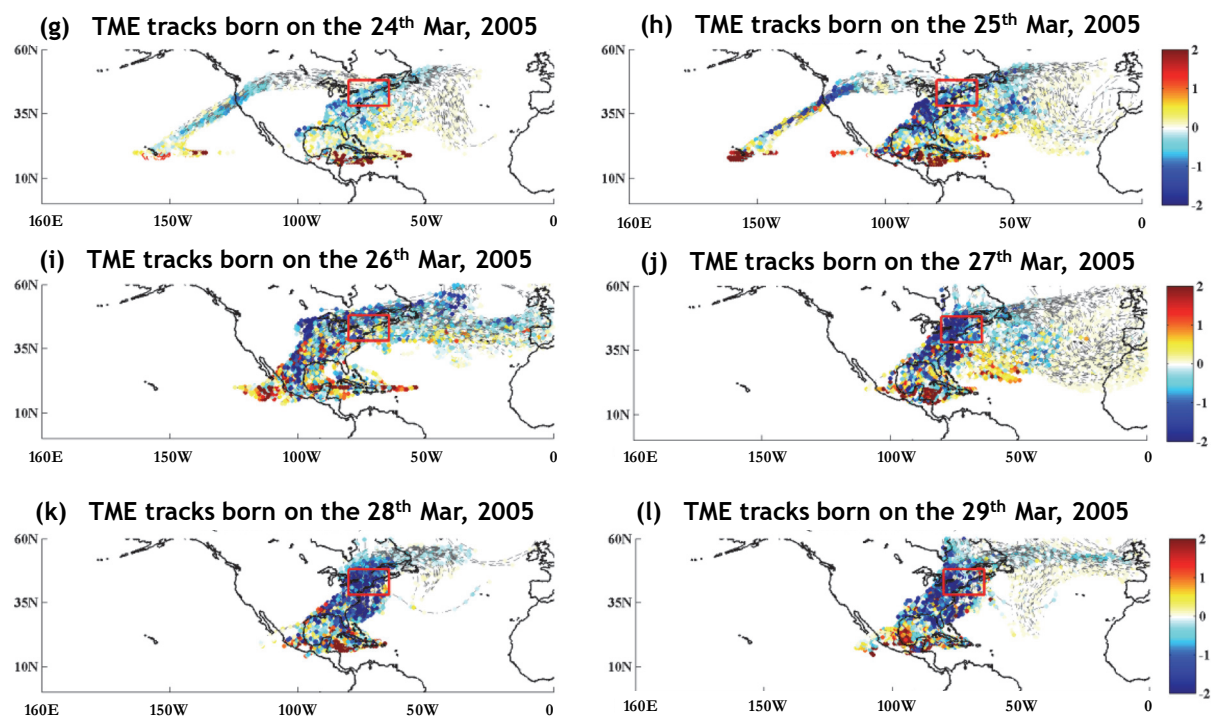 (g) TME tracks born on the 24th Mar, 2005
(h) TME tracks born on the 25th Mar, 2005
60N
35N
10N
160E 150W 100W 50W 0
60N
35N
10N
160E 150W 100W 50W 0
2
1
0
-1
-2
(i) TME tracks born on the 26th Mar, 2005
(j) TME tracks born on the 27th Mar, 2005
60N
35N
10N
160E 150W 100W 50W 0
60N
35N
10N
160E 150W 100W 50W 0
2
1
0
-1
-2
(k) TME tracks born on the 28th Mar, 2005
(l) TME tracks born on the 29th Mar, 2005
60N
35N
10N
160E 150W 100W 50W 0
60N
35N
10N
160E 150W 100W 50W 0
2
1
0
-1
-2